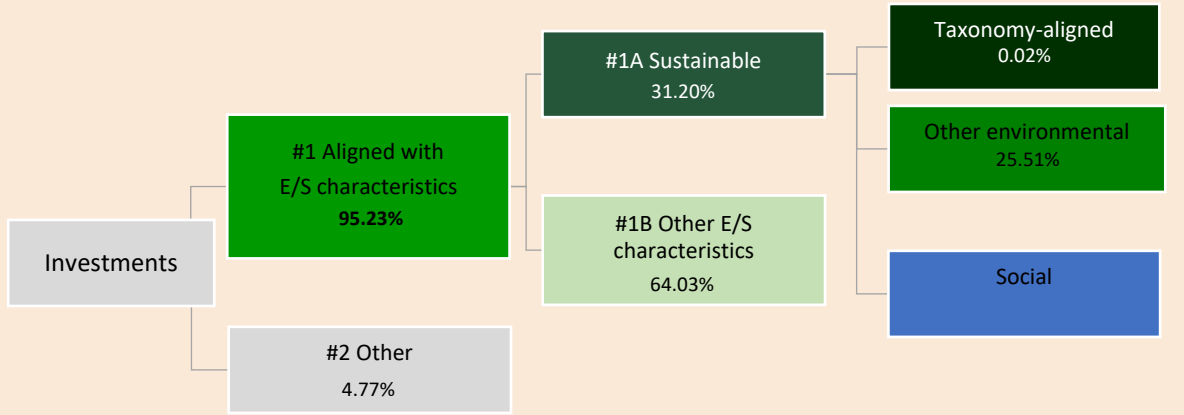 Investments
#1 Aligned with
E/S characteristics
95.23%
#2 Other
4.77%
#1A Sustainable
31.20%
#1B Other E/S
characteristics
64.03%
Taxonomy-aligned
0.02%
Other environmental
25.51%
Social